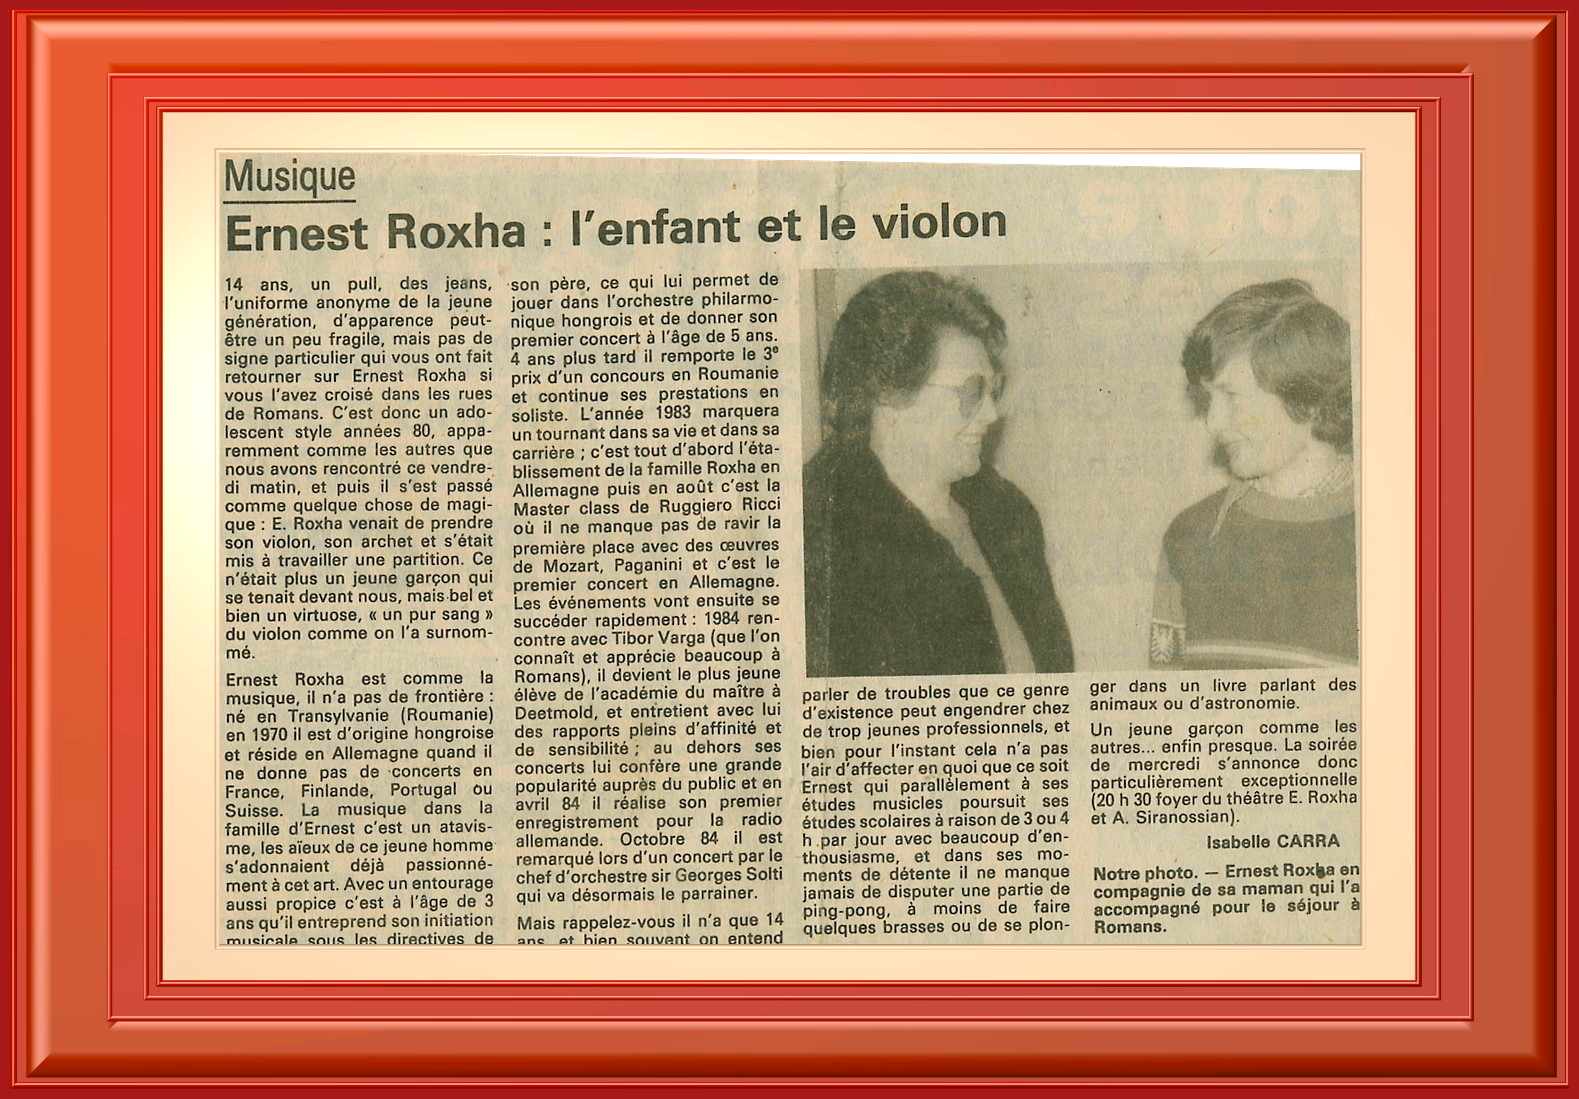 Musique
Ernest Roxha : l'enfant et le violon
14 ans, un pull, des jeans,
l'uniforme anonyme de la jeune
génération, d'apparence peut-
être un peu fragile, mais pas de
signe particulier qui vous ont fait
retourner sur Ernest Roxha si
vous l'avez croisé dans les rues
de Romans. C'est donc un ado-
lescent style années 80, appa-
remment comme les autres que
nous avons rencontré ce vendre-
di matin, et puis il s'est passé
comme quelque chose de magi-
que : E. Roxha venait de prendre
son violon, son archet et s'était
mis à travailler une partition. Ce
n'était plus un jeune garçon qui
se tenait devant nous, mais bel et
bien un virtuose, « un pur sang »
du violon comme on l'a surnom-
mé.
Ernest Roxha est comme la
musique, il n'a pas de frontière :
né en Transylvanie (Roumanie)
en 1970 il est d'origine hongroise
et réside en Allemagne quand il
ne donne pas de concerts en
France, Finlande, Portugal ou
Suisse. La musique dans la
famille d'Ernest c'est un atavis-
me, les aïeux de ce jeune homme
s'adonnaient déjà passionné-
ment à cet art. Avec un entourage
aussi propice c'est à l'âge de 3
ans qu'il entreprend son initiation
musicale sous les directives de
son père, ce qui lui permet de
jouer dans l'orchestre philarmo-
nique hongrois et de donner son
premier concert à l'âge de 5 ans.
4 ans plus tard il remporte le 3e
prix d'un concours en Roumanie
et continue ses prestations en
soliste. L'année 1983 marquera
un tournant dans sa vie et dans sa
carrière ; c'est tout d'abord l'éta-
blissement de la famille Roxha en
Allemagne puis en août c'est la
Master class de Ruggiero Ricci
où il ne manque pas de ravir la
première place avec des œuvres
de Mozart, Paganini et c'est le
premier concert en Allemagne.
Les événements vont ensuite se
succéder rapidement : 1984 ren-
contre avec Tibor Varga (que l'on
connaît et apprécie beaucoup à
Romans), il devient le plus jeune
élève de l'académie du maître à
Deetmold, et entretient avec lui
des rapports pleins d'affinité et
de sensibilité ; au dehors ses
concerts lui confère une grande
popularité auprès du public et en
avril 84 il réalise son premier
enregistrement pour la radio
allemande. Octobre 84 il est
remarqué lors d'un concert par le
chef d'orchestre sir Georges Solti
qui va désormais le parrainer.
Mais rappelez-vous il n'a que 14
ans, et bien souvent on entend
parler de troubles que ce genre
d'existence peut engendrer chez
de trop jeunes professionnels, et
bien pour l'instant cela n'a pas
l'air d'affecter en quoi que ce soit
Ernest qui parallèlement à ses
études musicles poursuit ses
études scolaires à raison de 3 ou 4
h par jour avec beaucoup d'en-
thousiasme, et dans ses mo-
ments de détente il ne manque
jamais de disputer une partie de
ping-pong, à moins de faire
quelques brasses ou de se plon-
ger dans un livre parlant des
animaux ou d'astronomie.
Un jeune garçon comme les
autres... enfin presque. La soirée
de mercredi s'annonce donc
particulièrement exceptionnelle
(20 h 30 foyer du théâtre E. Roxha
et A. Siranossian).
Isabelle CARRA
Notre photo. — Ernest Roxha en
compagnie de sa maman qui l'a
accompagné pour le séjour à
Romans.